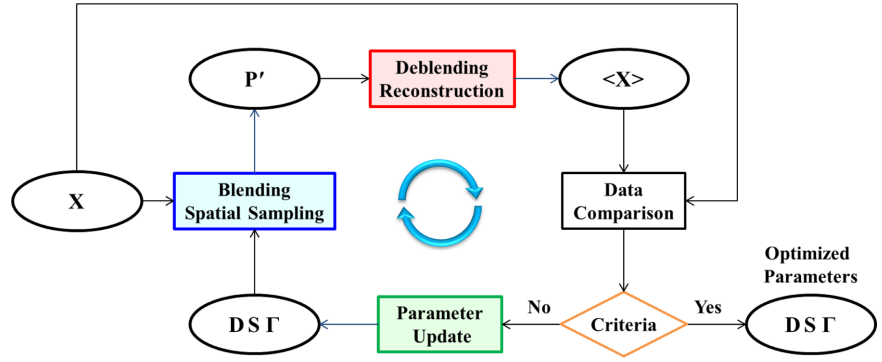 P′
Deblending
Reconstruction
<X>
X
Blending
Spatial Sampling
Data
Comparison
Optimized
Parameters
D S Γ
Parameter
Update
No
Criteria
Yes
D S Γ